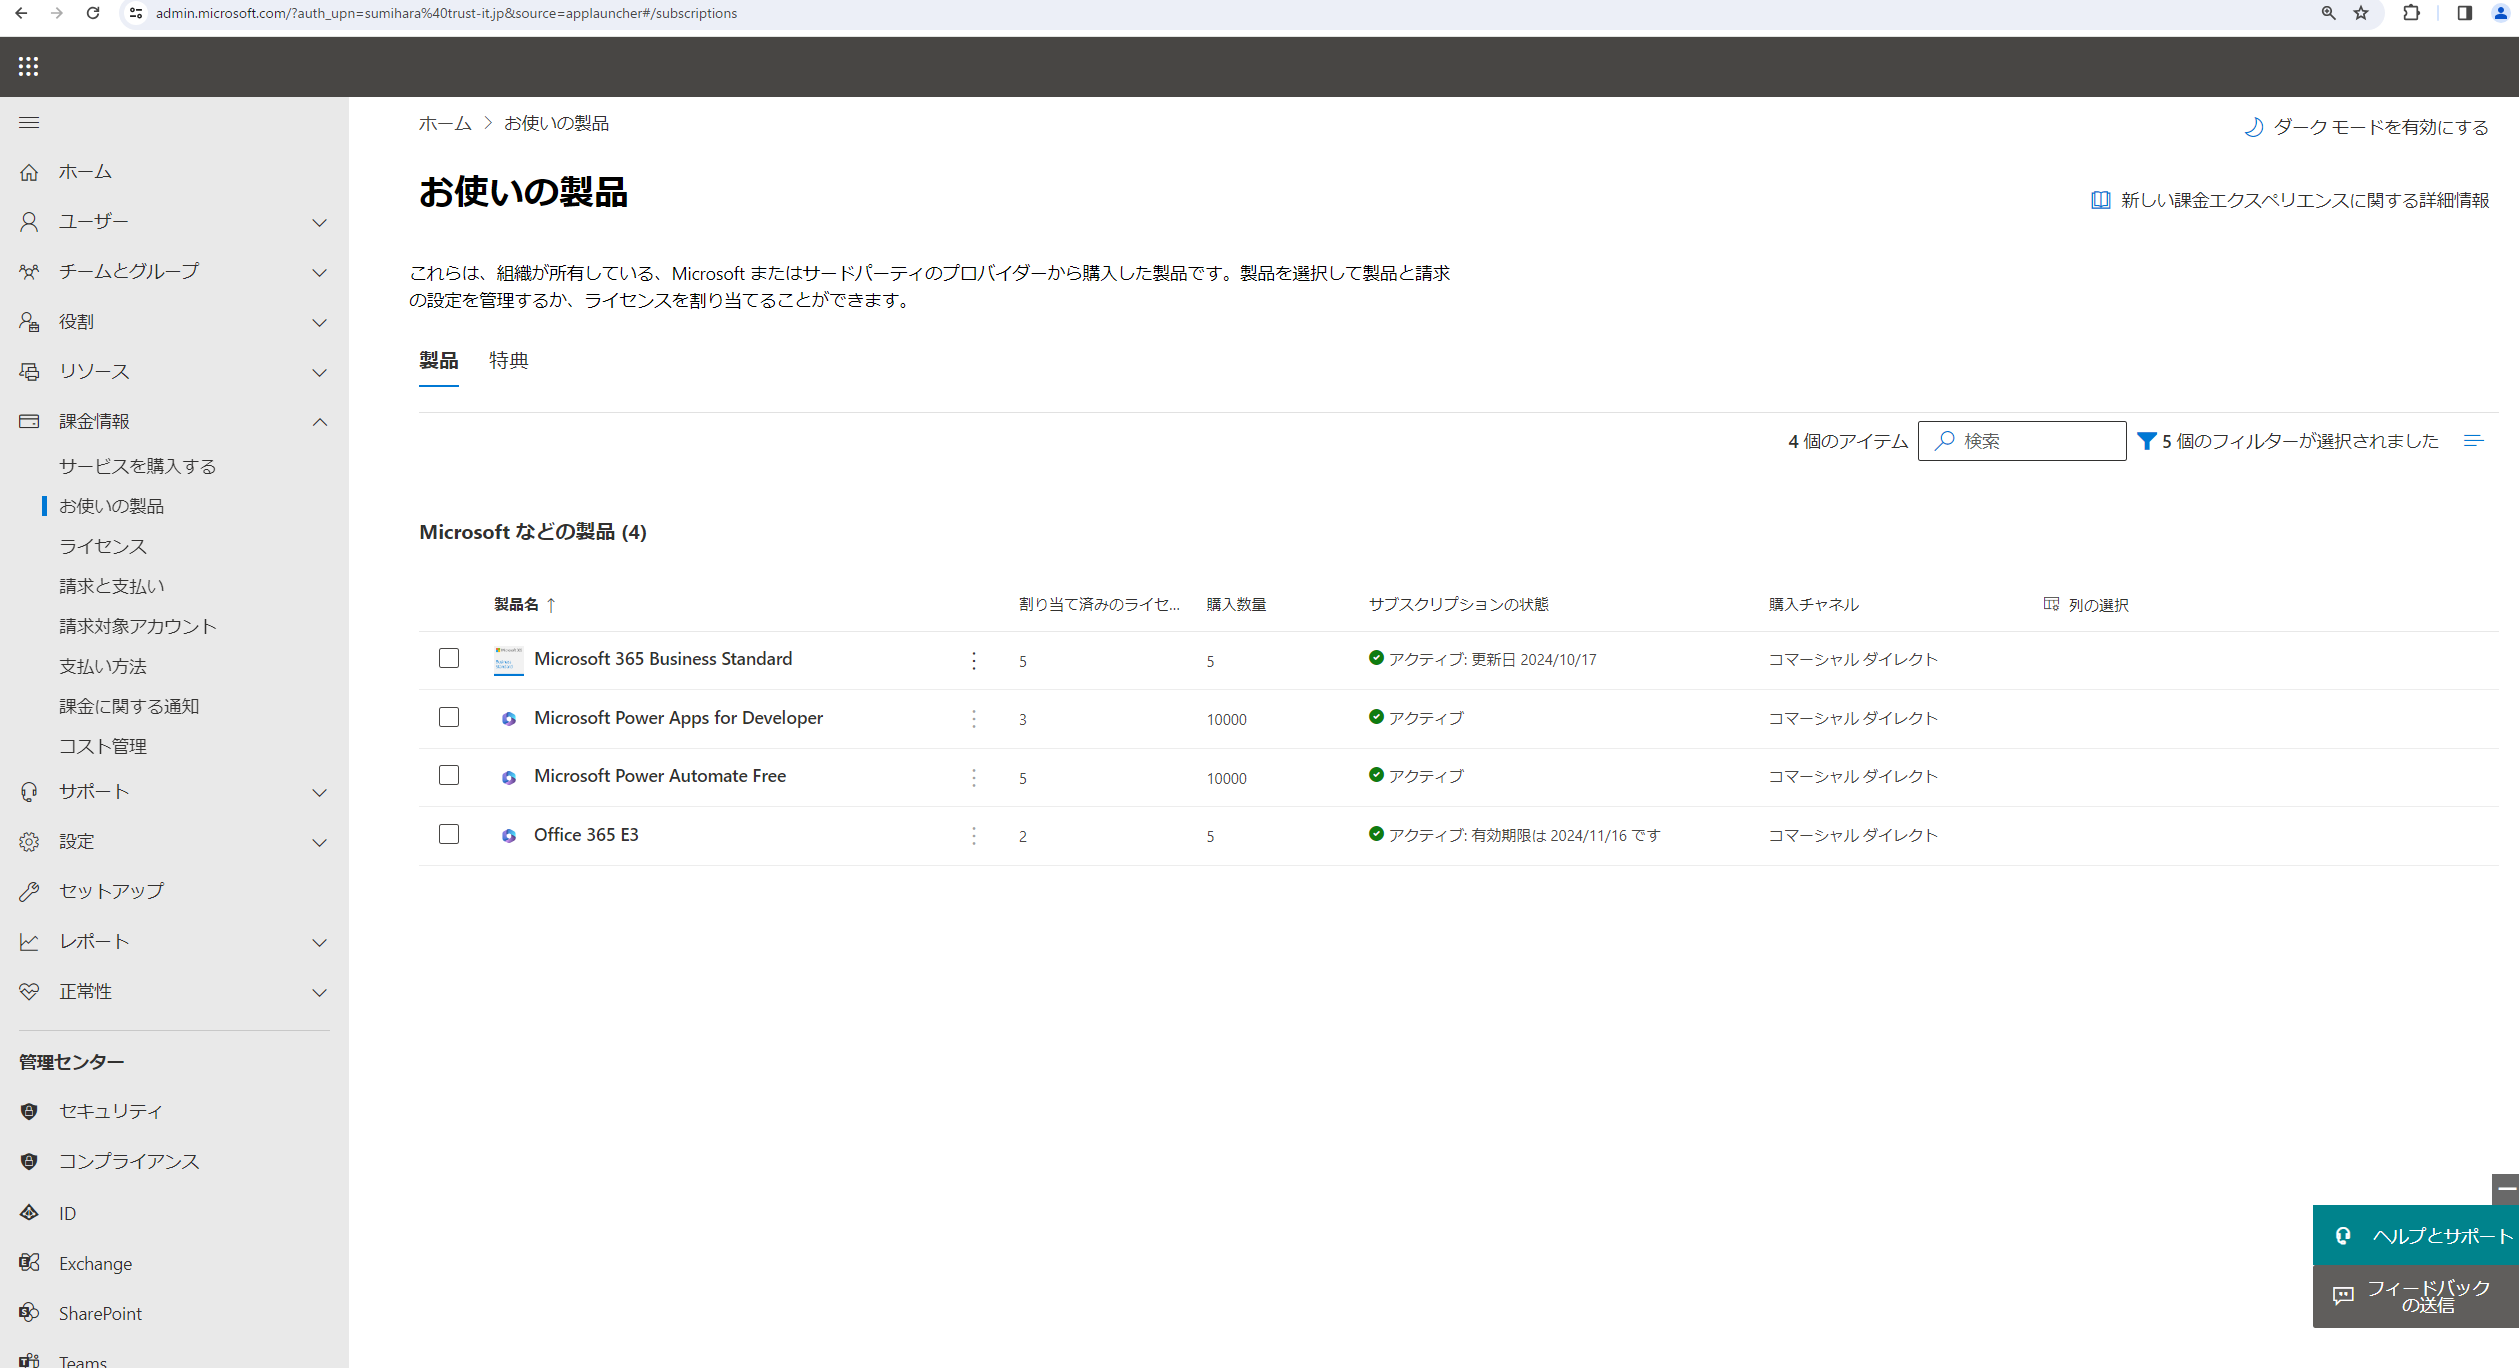 admin.microsoft.com/?auth_upn=sumihara%40trust-it.jp&source=applauncher#/subscriptions
ホーム
ユーザー
チームとグループ
役割
リソース
課金情報
サービスを購入する
お使いの製品
ライセンス
請求と支払い
請求対象アカウント
支払い方法
課金に関する通知
コスト管理
サポート
設定
セットアップ
レポート
正常性
管理センター
セキュリティ
コンプライアンス
ID
Exchange
SharePoint
Teams
ホーム > お使いの製品
ダーク モードを有効にする
お使いの製品
新しい課金エクスペリエンスに関する詳細情報
これらは、組織が所有している、Microsoft またはサードパーティのプロバイダーから購入した製品です。製品を選択して製品と請求
の設定を管理するか、ライセンスを割り当てることができます。
製品 特典
4 個のアイテム 検索 5 個のフィルターが選択されました
Microsoft などの製品 (4)
製品名 ↑ 割り当て済みのライセ... 購入数量 サブスクリプションの状態 購入チャネル 列の選択
Microsoft 365 Business Standard 5 5 アクティブ: 更新日 2024/10/17 コマーシャル ダイレクト
Microsoft Power Apps for Developer 3 10000 アクティブ コマーシャル ダイレクト
Microsoft Power Automate Free 5 10000 アクティブ コマーシャル ダイレクト
Office 365 E3 2 5 アクティブ: 有効期限は 2024/11/16 です コマーシャル ダイレクト
ヘルプとサポート
フィードバック
の送信